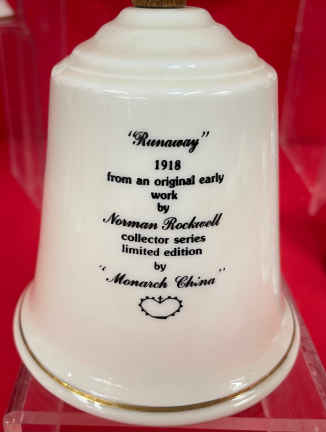 "Runaway"
1918
from an original early
work
by
Norman Rockwell
collector series
limited edition
by
"Monarch China"